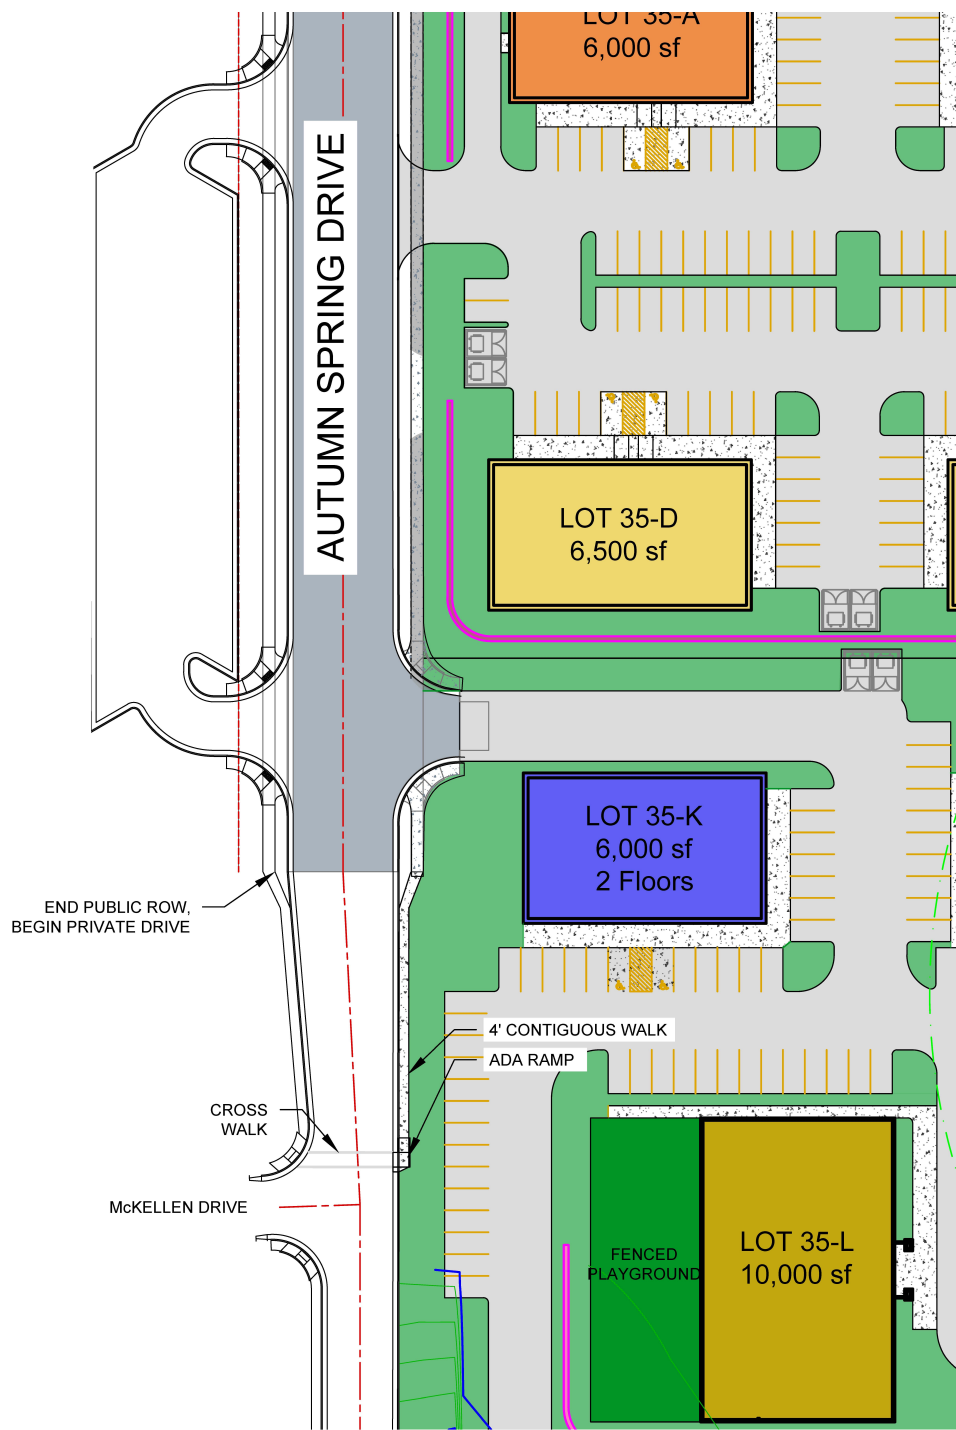 LOT 35-A
6,000 sf
AUTUMN SPRING DRIVE
LOT 35-D
6,500 sf
LOT 35-K
6,000 sf
2 Floors
END PUBLIC ROW,
BEGIN PRIVATE DRIVE
4' CONTIGUOUS WALK
ADA RAMP
CROSS
WALK
McKELLEN DRIVE
FENCED
PLAYGROUND
LOT 35-L
10,000 sf